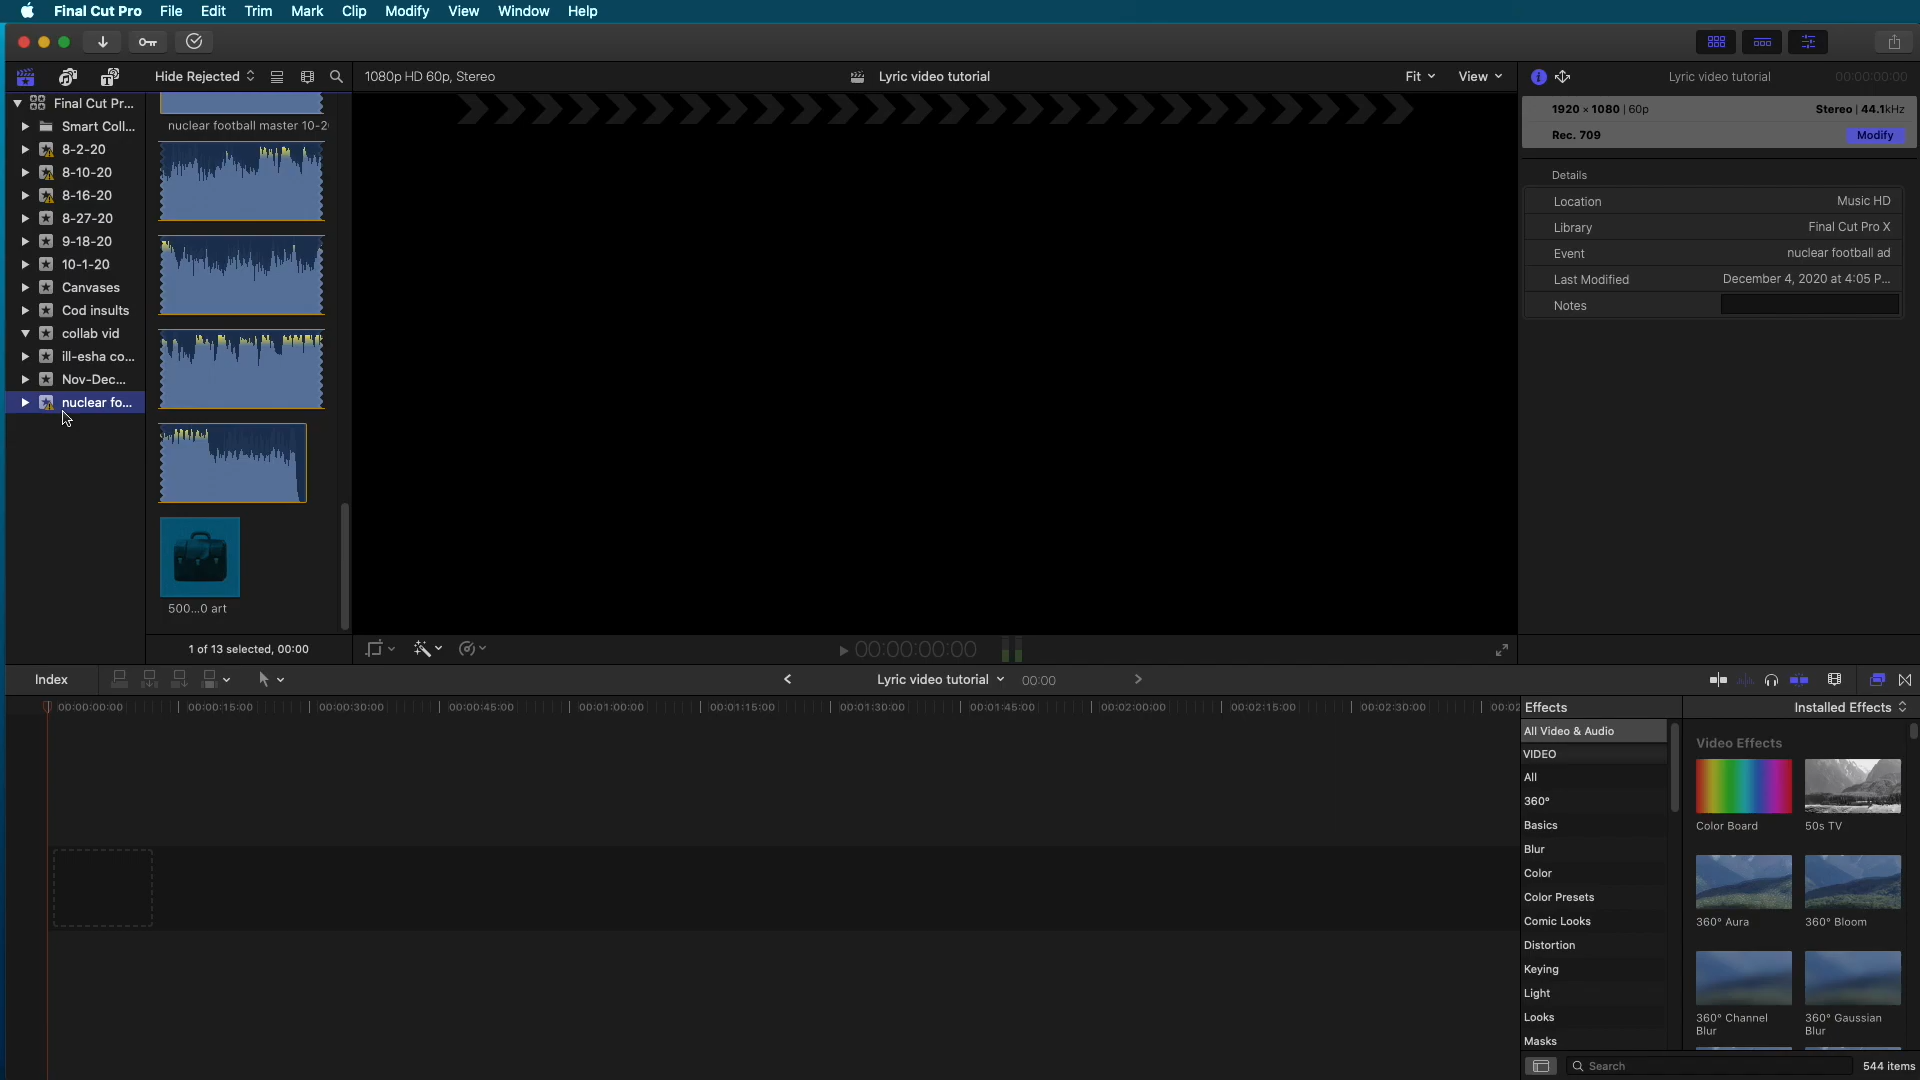 Final Cut Pro File Edit Trim Mark Clip Modify View Window Help
Hide Rejected
1080p HD 60p, Stereo
Lyric video tutorial
Fit
View
Lyric video tutorial
00:00:00:00
Final Cut Pr...
Smart Coll...
8-2-20
8-10-20
8-16-20
8-27-20
9-18-20
10-1-20
Canvases
Cod insults
collab vid
ill-esha co...
Nov-Dec...
nuclear fo...
nuclear football master 10-2
500...0 art
1 of 13 selected, 00:00
00:00:00:00
1920 × 1080 | 60p
Stereo | 44.1kHz
Rec. 709
Modify
Details
Location Music HD
Library Final Cut Pro X
Event nuclear football ad
Last Modified December 4, 2020 at 4:05 P...
Notes
Index
Lyric video tutorial
00:00
00:00:00:00 00:00:15:00 00:00:30:00 00:00:45:00 00:01:00:00 00:01:15:00 00:01:30:00 00:01:45:00 00:02:00:00 00:02:15:00 00:02:30:00 00:02
Effects
Installed Effects
All Video & Audio
VIDEO
All
360°
Basics
Blur
Color
Color Presets
Comic Looks
Distortion
Keying
Light
Looks
Masks
Video Effects
Color Board
50s TV
360° Aura
360° Bloom
360° Channel
Blur
360° Gaussian
Blur
Search
544 items